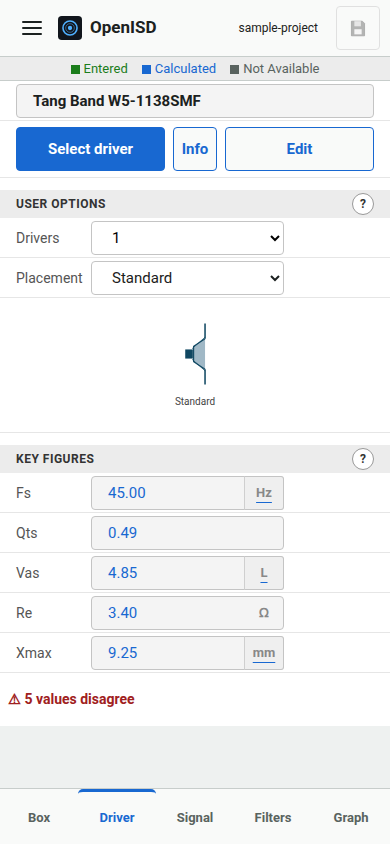 OpenISD
sample-project
Entered Calculated Not Available
Tang Band W5-1138SMF
Select driver Info Edit
USER OPTIONS ?
Drivers 1
Placement Standard
Standard
KEY FIGURES ?
Fs 45.00 Hz
Qts 0.49
Vas 4.85 L
Re 3.40 Ω
Xmax 9.25 mm
⚠ 5 values disagree
Box Driver Signal Filters Graph